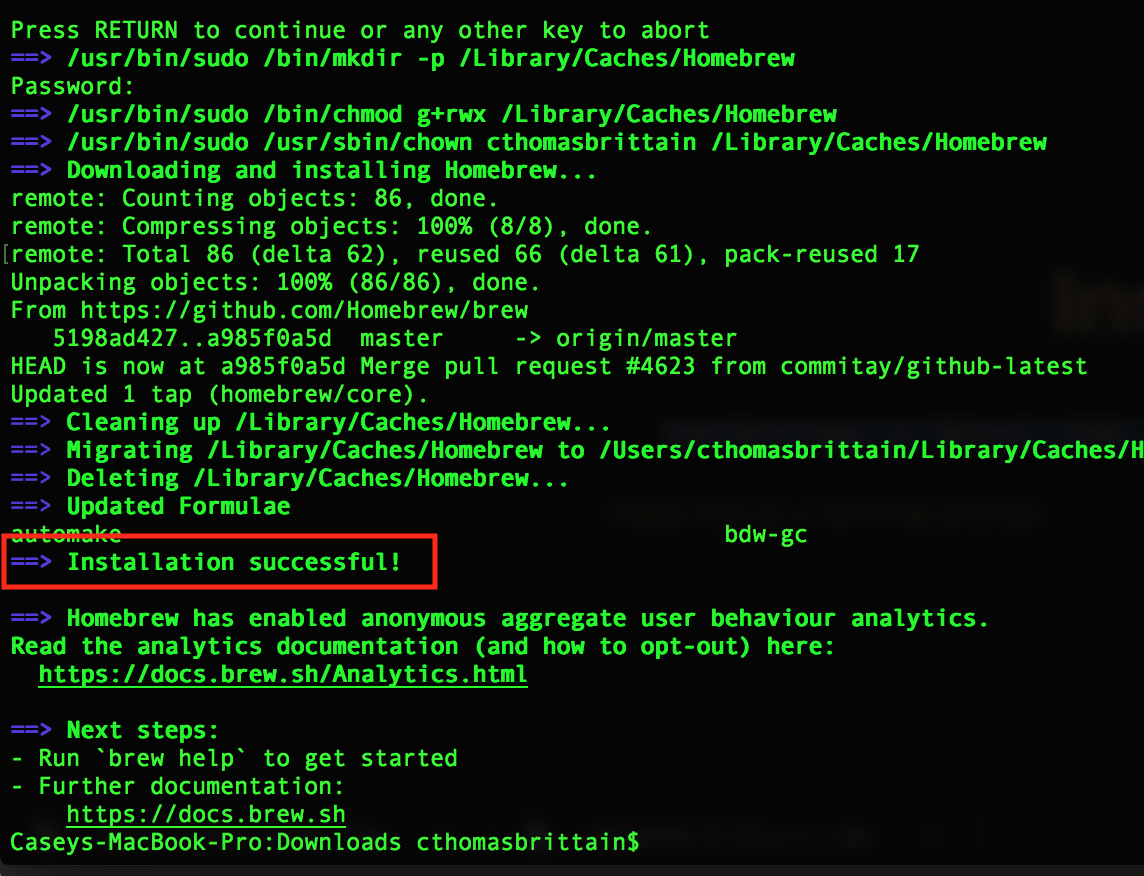 Press RETURN to continue or any other key to abort
==> /usr/bin/sudo /bin/mkdir -p /Library/Caches/Homebrew
Password:
==> /usr/bin/sudo /bin/chmod g+rwx /Library/Caches/Homebrew
==> /usr/bin/sudo /usr/sbin/chown cthomasbrittain /Library/Caches/Homebrew
==> Downloading and installing Homebrew...
remote: Counting objects: 86, done.
remote: Compressing objects: 100% (8/8), done.
[remote: Total 86 (delta 62), reused 66 (delta 61), pack-reused 17
Unpacking objects: 100% (86/86), done.
From https://github.com/Homebrew/brew
   5198ad427..a985f0a5d  master     -> origin/master
HEAD is now at a985f0a5d Merge pull request #4623 from commitay/github-latest
Updated 1 tap (homebrew/core).
==> Cleaning up /Library/Caches/Homebrew...
==> Migrating /Library/Caches/Homebrew to /Users/cthomasbrittain/Library/Caches/H
==> Deleting /Library/Caches/Homebrew...
==> Updated Formulae
automake                                           bdw-gc
==> Installation successful!
==> Homebrew has enabled anonymous aggregate user behaviour analytics.
Read the analytics documentation (and how to opt-out) here:
  https://docs.brew.sh/Analytics.html
==> Next steps:
- Run `brew help` to get started
- Further documentation:
    https://docs.brew.sh
Caseys-MacBook-Pro:Downloads cthomasbrittain$